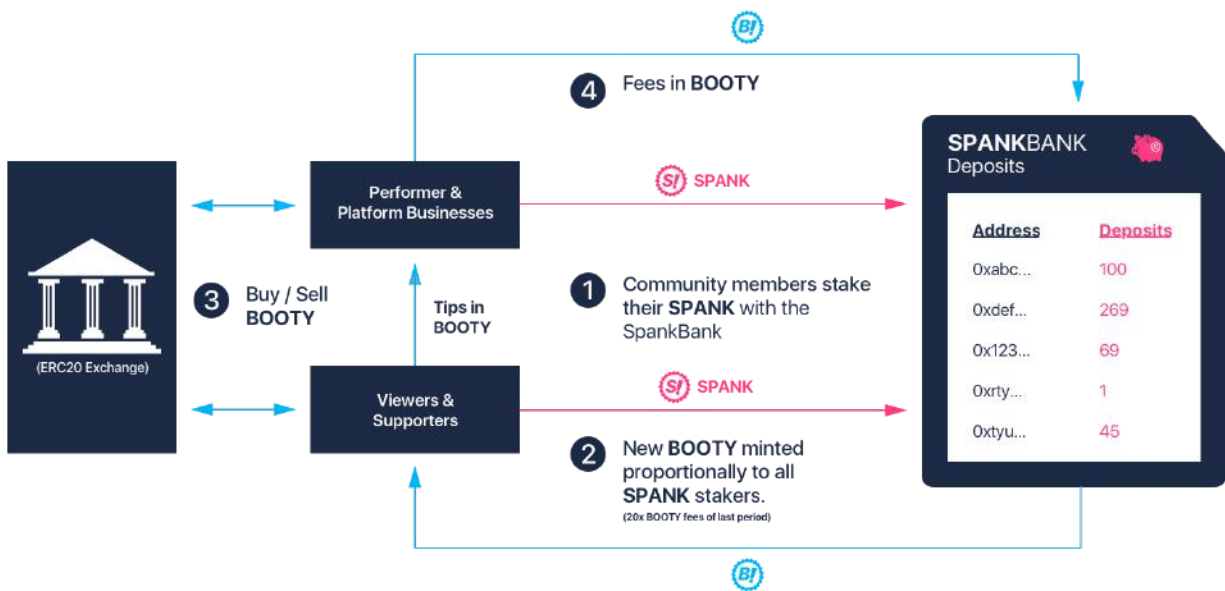 B!
4 Fees in BOOTY
SPANKBANK
Deposits
Performer &
Platform Businesses
S! SPANK
Address Deposits
0xabc... 100
0xdef... 269
0x123... 69
0xrty... 1
0xtyu... 45
3 Buy / Sell
BOOTY
Tips in
BOOTY
1 Community members stake
their SPANK with the
SpankBank
(ERC20 Exchange)
Viewers &
Supporters
S! SPANK
2 New BOOTY minted
proportionally to all
SPANK stakers.
(20x BOOTY fees of last period)
B!